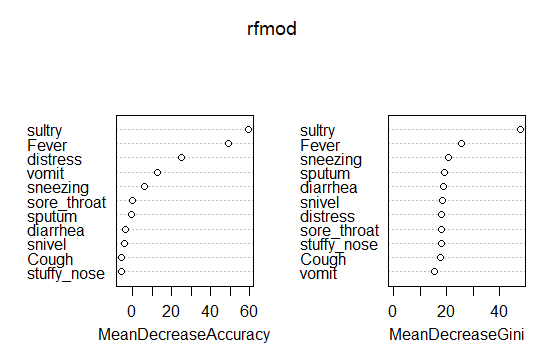 rfmod
sultry
Fever
distress
vomit
sneezing
sore_throat
sputum
diarrhea
snivel
Cough
stuffy_nose
0 20 40 60
MeanDecreaseAccuracy
sultry
Fever
sneezing
sputum
diarrhea
snivel
distress
sore_throat
stuffy_nose
Cough
vomit
0 20 40
MeanDecreaseGini